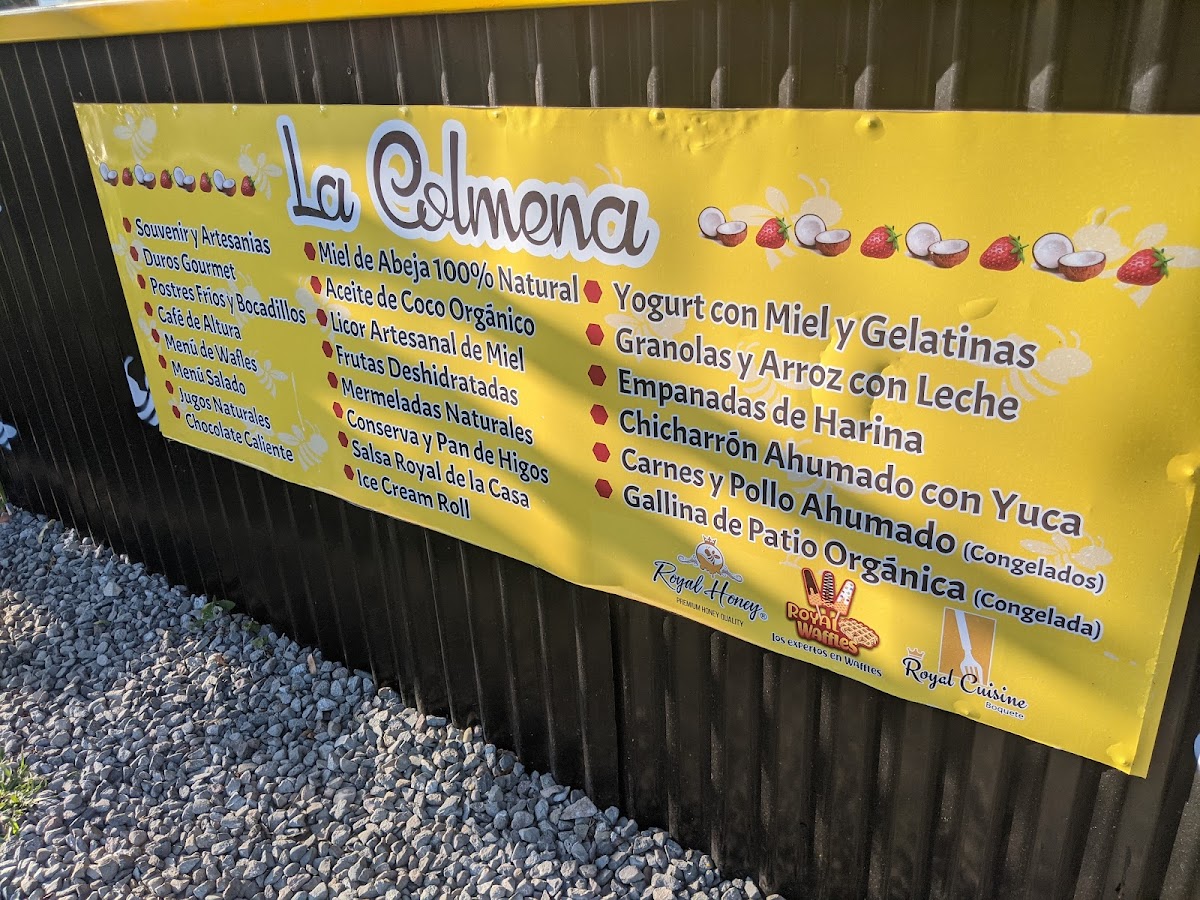 La Colmena
Souvenir y Artesanias
Duros Gourmet
Postres Fríos y Bocadillos
Café de Altura
Menú de Wafles
Menú Salado
Jugos Naturales
Chocolate Caliente
Miel de Abeja 100% Natural
Aceite de Coco Orgánico
Licor Artesanal de Miel
Frutas Deshidratadas
Mermeladas Naturales
Conserva y Pan de Higos
Salsa Royal de la Casa
Ice Cream Roll
Yogurt con Miel y Gelatinas
Granolas y Arroz con Leche
Empanadas de Harina
Chicharrón Ahumado con Yuca
Carnes y Pollo Ahumado (Congelados)
Gallina de Patio Orgánica (Congelada)
Royal Honey®
PREMIUM HONEY QUALITY
ROYAL
WAFFLES
Los expertos en Waffles
Royal Cuisine
Boquete